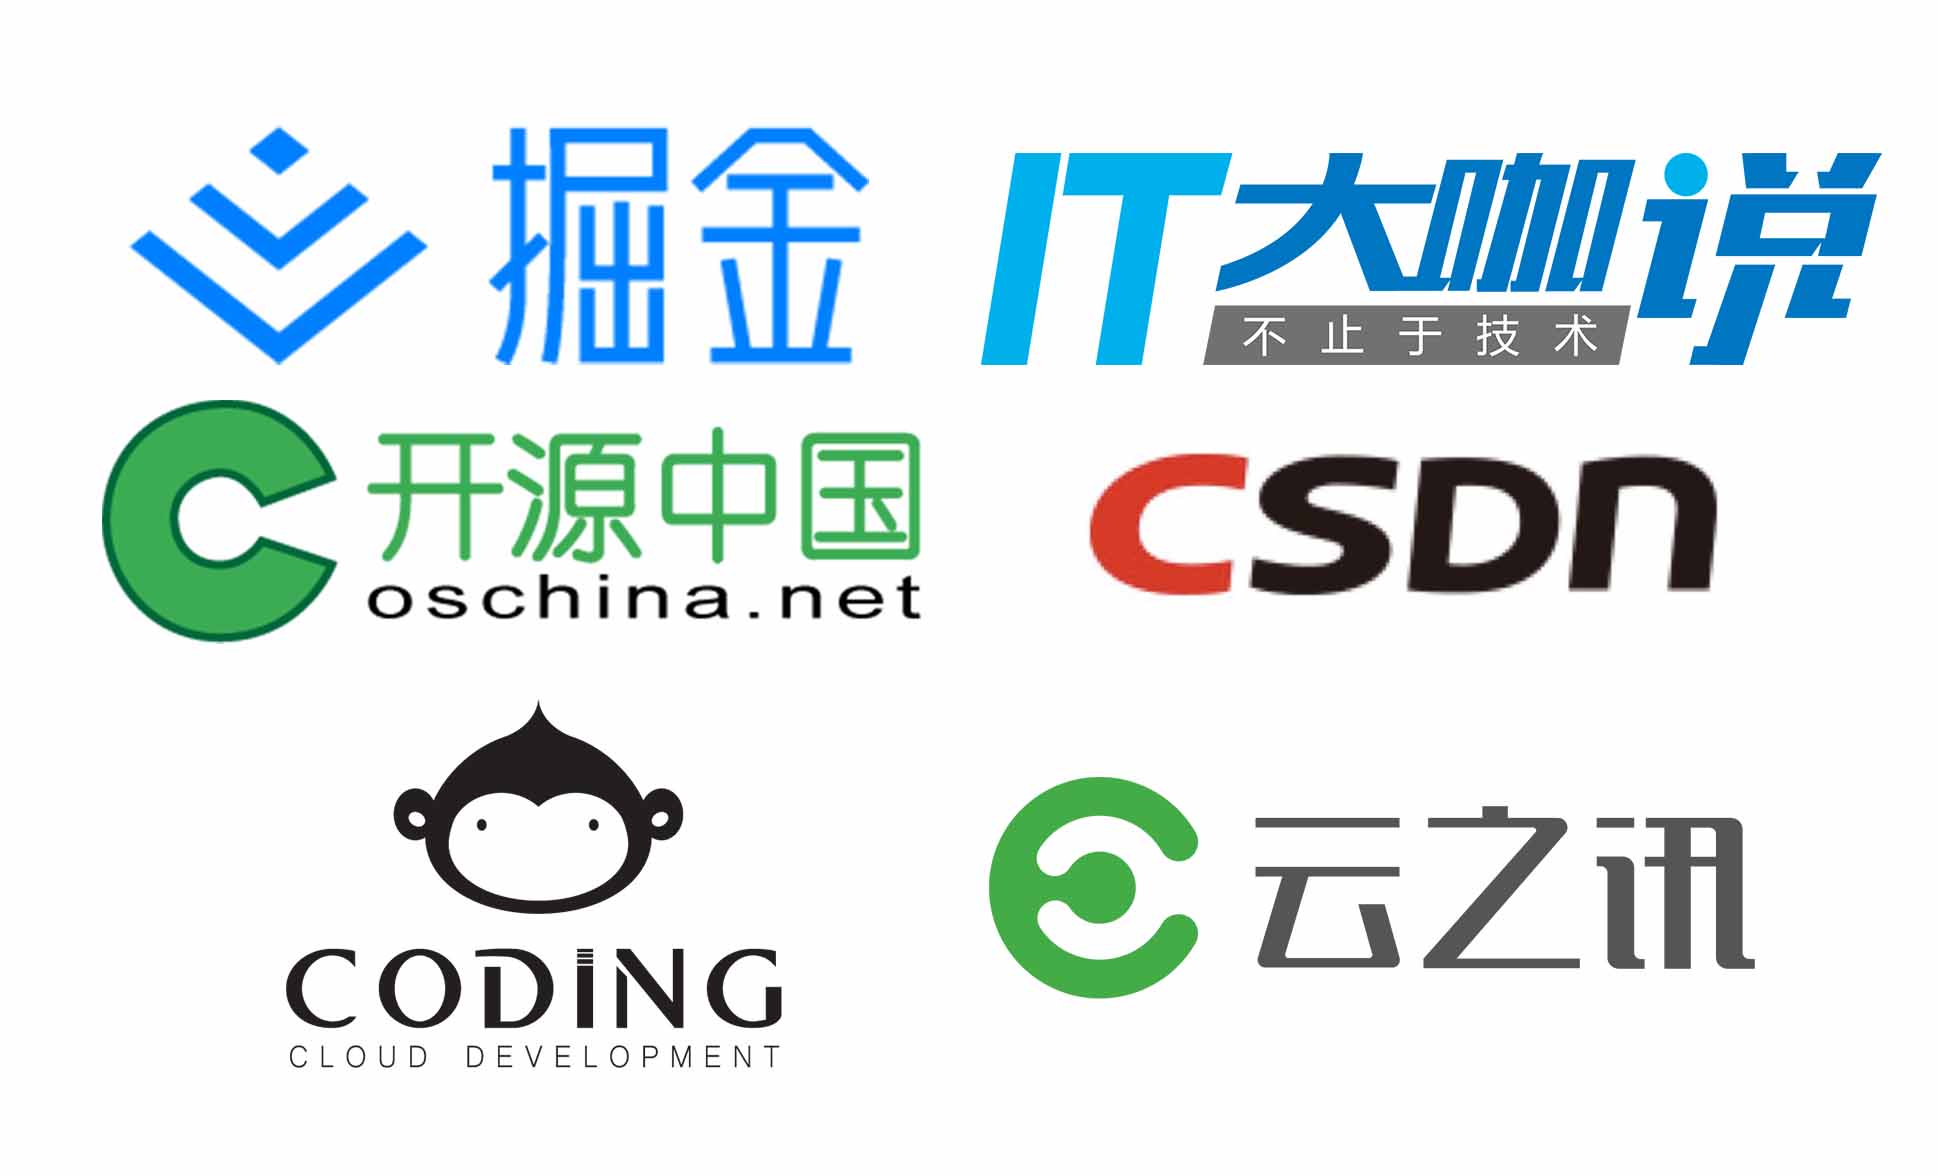 掘金
IT大咖说
不止于技术
开源中国
oschina.net
CSDN
CODING
CLOUD DEVELOPMENT
云之讯